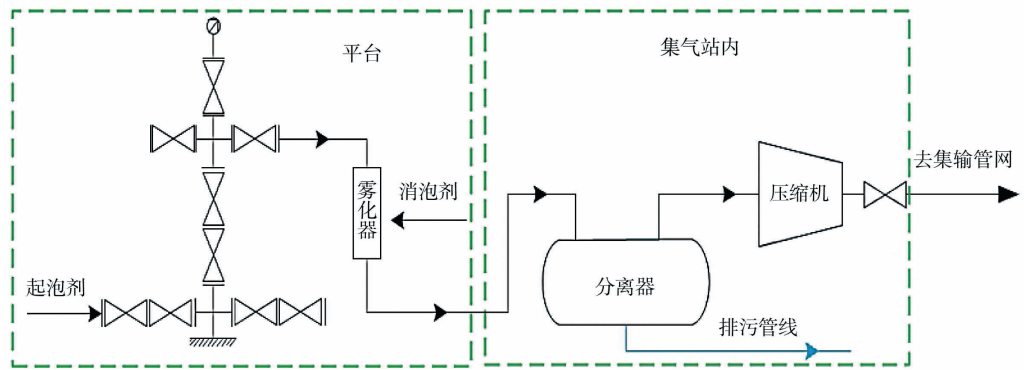 平台
集气站内
雾化器
消泡剂
去集输管网
压缩机
起泡剂
分离器
排污管线